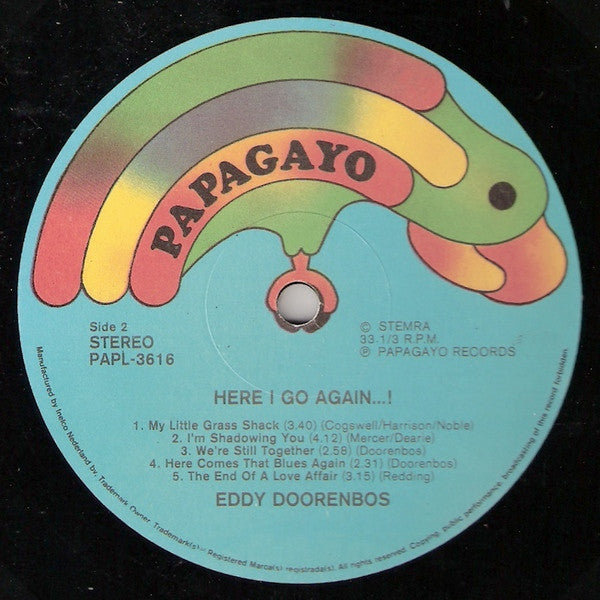 PAPAGAYO
Side 2
STEREO
PAPL-3616
© STEMRA
33.1/3 R.P.M.
℗ PAPAGAYO RECORDS
HERE I GO AGAIN...!
1. My Little Grass Shack (3.40) (Cogswell/Harrison/Noble)
2. I'm Shadowing You (4.12) (Mercer/Dearie)
3. We're Still Together (2.58) (Doorenbos)
4. Here Comes That Blues Again (2.31) (Doorenbos)
5. The End Of A Love Affair (3.15) (Redding)
EDDY DOORENBOS
Manufactured by Inelco Nederland bv. Trademark Owner. Trademark(s)-Registered Marca(s) registrada(s). All rights reserved. Copying, public performance, broadcasting of this record forbidden.